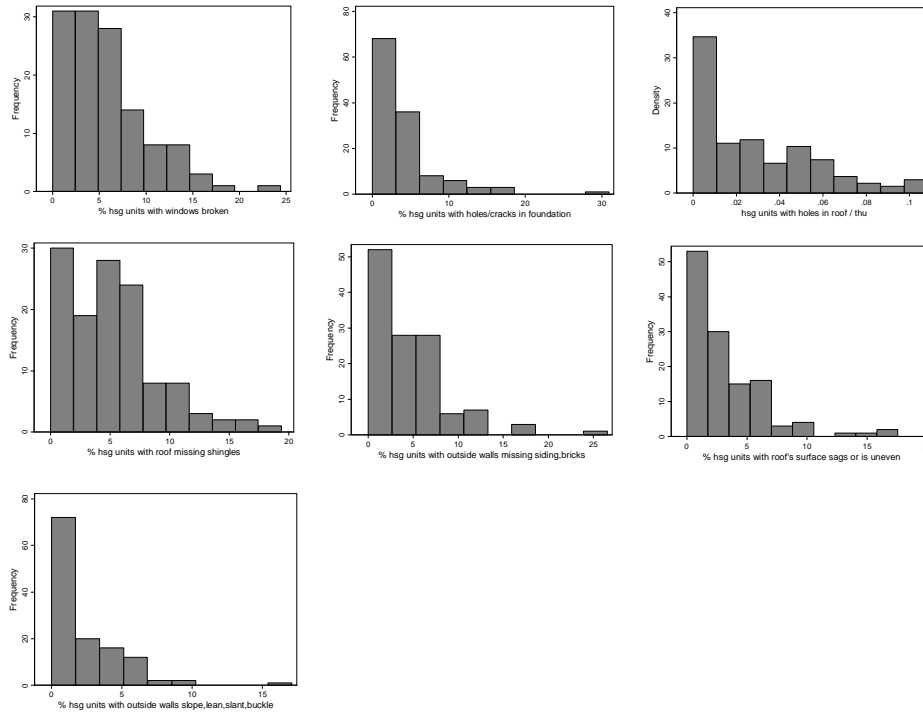 Frequency
30
20
10
0
0 5 10 15 20 25
% hsg units with windows broken
Frequency
80
60
40
20
0
0 10 20 30
% hsg units with holes/cracks in foundation
Density
40
30
20
10
0
0 .02 .04 .06 .08 .1
hsg units with holes in roof / thu
Frequency
30
20
10
0
0 5 10 15 20
% hsg units with roof missing shingles
Frequency
50
40
30
20
10
0
0 5 10 15 20 25
% hsg units with outside walls missing siding,bricks
Frequency
50
40
30
20
10
0
0 5 10 15
% hsg units with roof's surface sags or is uneven
Frequency
80
60
40
20
0
0 5 10 15
% hsg units with outside walls slope,lean,slant,buckle